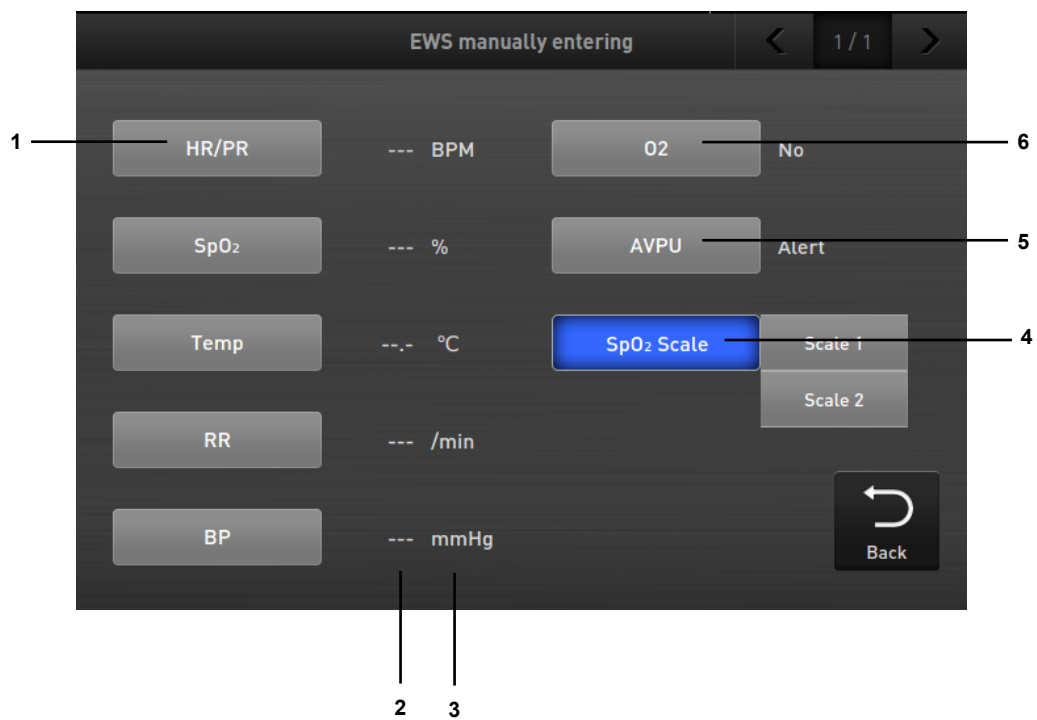 EWS manually entering
1 / 1
1
HR/PR
--- BPM
O2
No
6
SpO₂
--- %
AVPU
Alert
5
Temp
--.- °C
SpO₂ Scale
Scale 1
4
Scale 2
RR
--- /min
BP
--- mmHg
Back
2
3